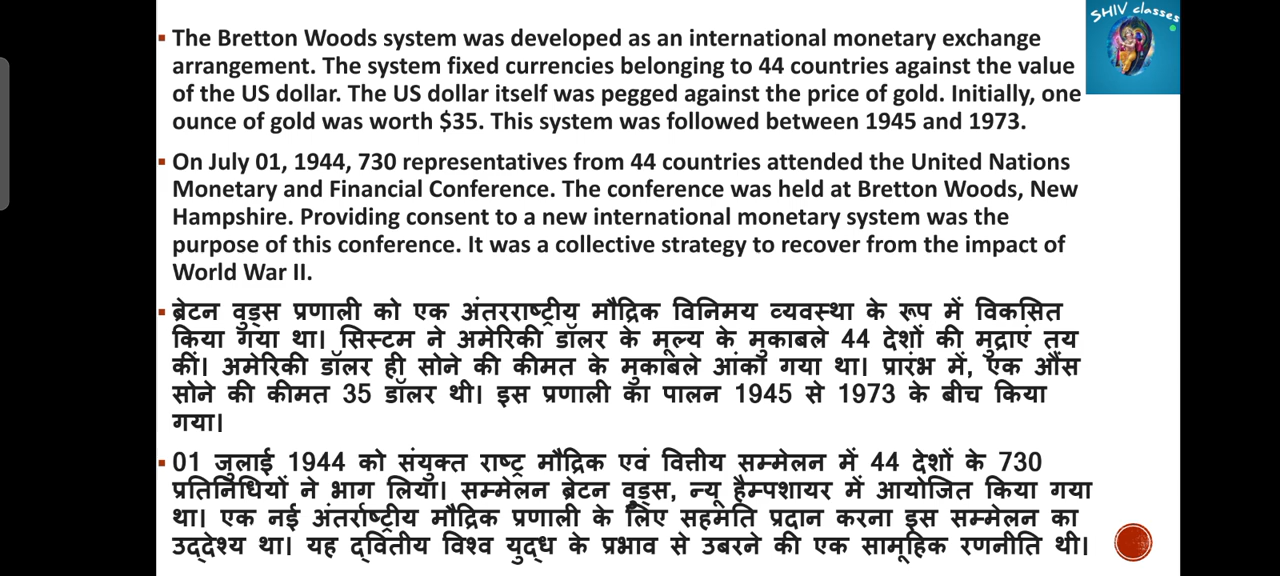 SHIV classes
▪ The Bretton Woods system was developed as an international monetary exchange
arrangement. The system fixed currencies belonging to 44 countries against the value
of the US dollar. The US dollar itself was pegged against the price of gold. Initially, one
ounce of gold was worth $35. This system was followed between 1945 and 1973.
▪ On July 01, 1944, 730 representatives from 44 countries attended the United Nations
Monetary and Financial Conference. The conference was held at Bretton Woods, New
Hampshire. Providing consent to a new international monetary system was the
purpose of this conference. It was a collective strategy to recover from the impact of
World War II.
▪ ब्रेटन वुड्स प्रणाली को एक अंतरराष्ट्रीय मौद्रिक विनिमय व्यवस्था के रूप में विकसित
किया गया था। सिस्टम ने अमेरिकी डॉलर के मूल्य के मुकाबले 44 देशों की मुद्राएं तय
कीं। अमेरिकी डॉलर ही सोने की कीमत के मुकाबले आंका गया था। प्रारंभ में, एक औंस
सोने की कीमत 35 डॉलर थी। इस प्रणाली का पालन 1945 से 1973 के बीच किया
गया।
▪ 01 जुलाई 1944 को संयुक्त राष्ट्र मौद्रिक एवं वित्तीय सम्मेलन में 44 देशों के 730
प्रतिनिधियों ने भाग लिया। सम्मेलन ब्रेटन वुड्स, न्यू हैम्पशायर में आयोजित किया गया
था। एक नई अंतर्राष्ट्रीय मौद्रिक प्रणाली के लिए सहमति प्रदान करना इस सम्मेलन का
उद्देश्य था। यह द्वितीय विश्व युद्ध के प्रभाव से उबरने की एक सामूहिक रणनीति थी।